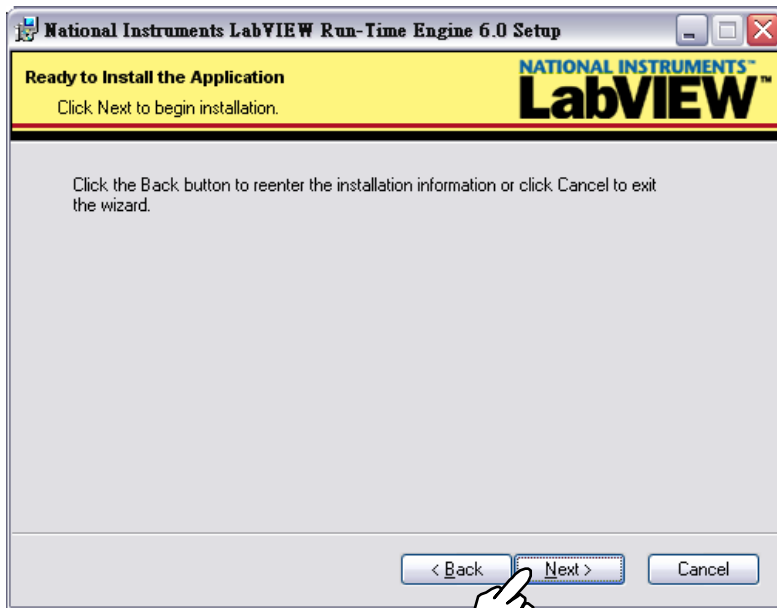 National Instruments LabVIEW Run-Time Engine 6.0 Setup
Ready to Install the Application
Click Next to begin installation.
NATIONAL INSTRUMENTS™
LabVIEW™
Click the Back button to reenter the installation information or click Cancel to exit
the wizard.
< Back Next > Cancel